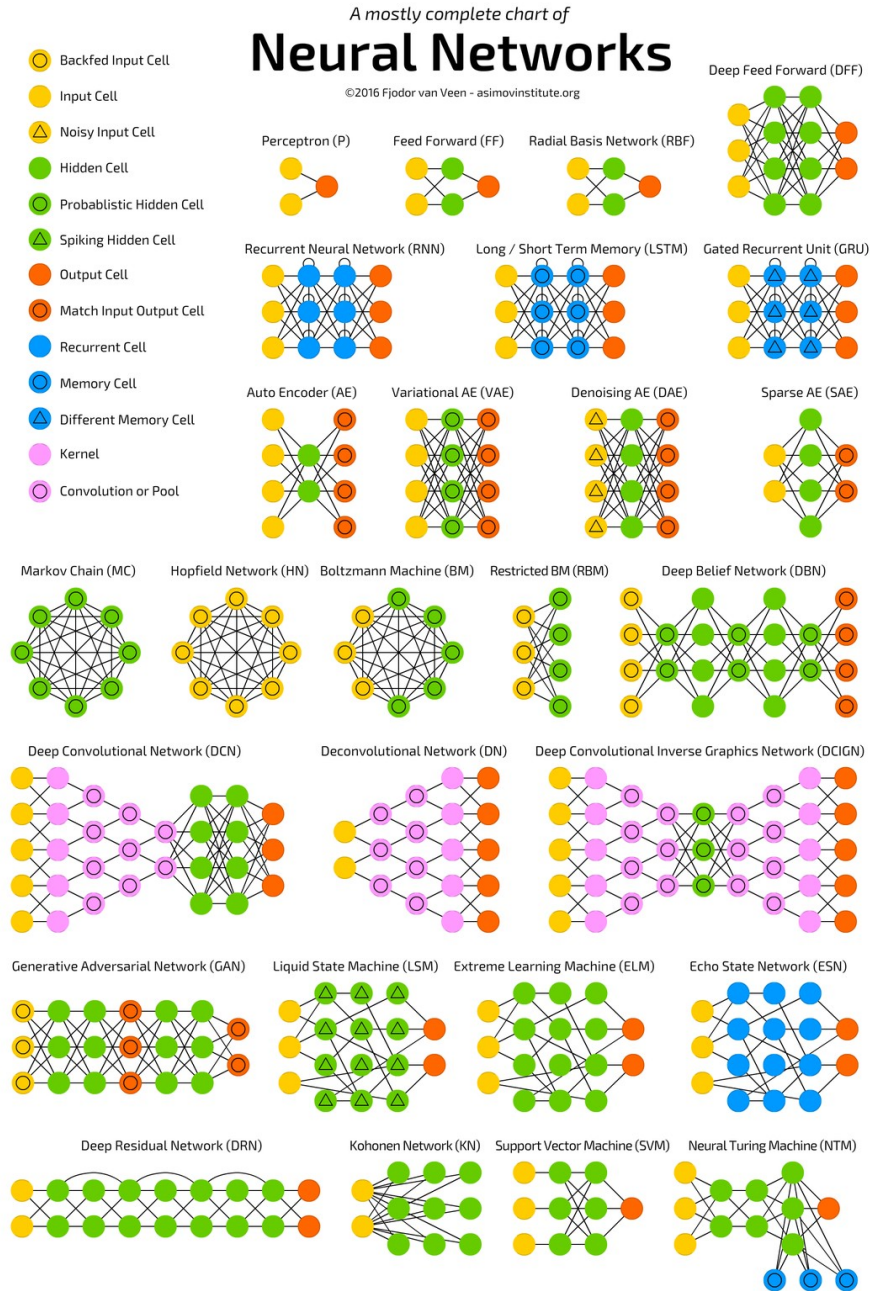 A mostly complete chart of
Neural Networks
©2016 Fjodor van Veen - asimovinstitute.org
Backfed Input Cell
Input Cell
Noisy Input Cell
Hidden Cell
Probablistic Hidden Cell
Spiking Hidden Cell
Output Cell
Match Input Output Cell
Recurrent Cell
Memory Cell
Different Memory Cell
Kernel
Convolution or Pool
Deep Feed Forward (DFF)
Perceptron (P)
Feed Forward (FF)
Radial Basis Network (RBF)
Recurrent Neural Network (RNN)
Long / Short Term Memory (LSTM)
Gated Recurrent Unit (GRU)
Auto Encoder (AE)
Variational AE (VAE)
Denoising AE (DAE)
Sparse AE (SAE)
Markov Chain (MC)
Hopfield Network (HN)
Boltzmann Machine (BM)
Restricted BM (RBM)
Deep Belief Network (DBN)
Deep Convolutional Network (DCN)
Deconvolutional Network (DN)
Deep Convolutional Inverse Graphics Network (DCIGN)
Generative Adversarial Network (GAN)
Liquid State Machine (LSM)
Extreme Learning Machine (ELM)
Echo State Network (ESN)
Deep Residual Network (DRN)
Kohonen Network (KN)
Support Vector Machine (SVM)
Neural Turing Machine (NTM)